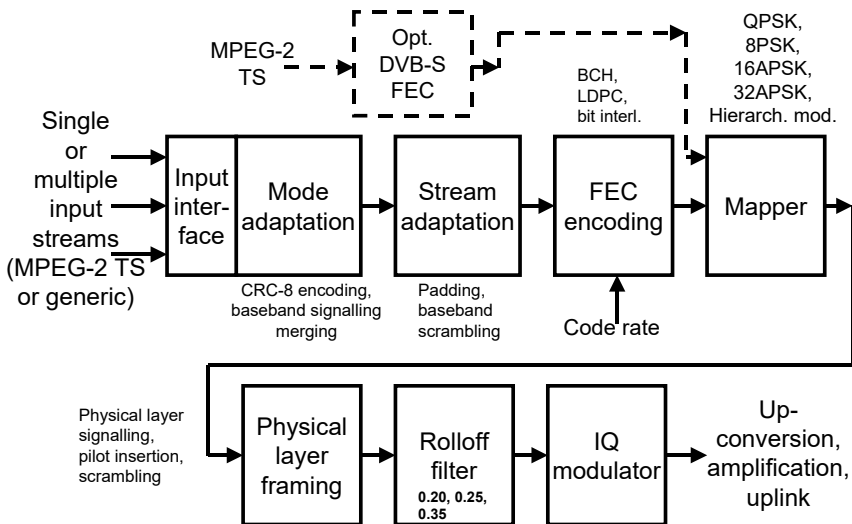 MPEG-2
TS
Opt.
DVB-S
FEC
QPSK,
8PSK,
16APSK,
32APSK,
Hierarch. mod.
BCH,
LDPC,
bit interl.
Single
or
multiple
input
streams
(MPEG-2 TS
or generic)
Input
inter-
face
Mode
adaptation
Stream
adaptation
FEC
encoding
Mapper
CRC-8 encoding,
baseband signalling
merging
Padding,
baseband
scrambling
Code rate
Physical layer
signalling,
pilot insertion,
scrambling
Physical
layer
framing
Rolloff
filter
0.20, 0.25,
0.35
IQ
modulator
Up-
conversion,
amplification,
uplink